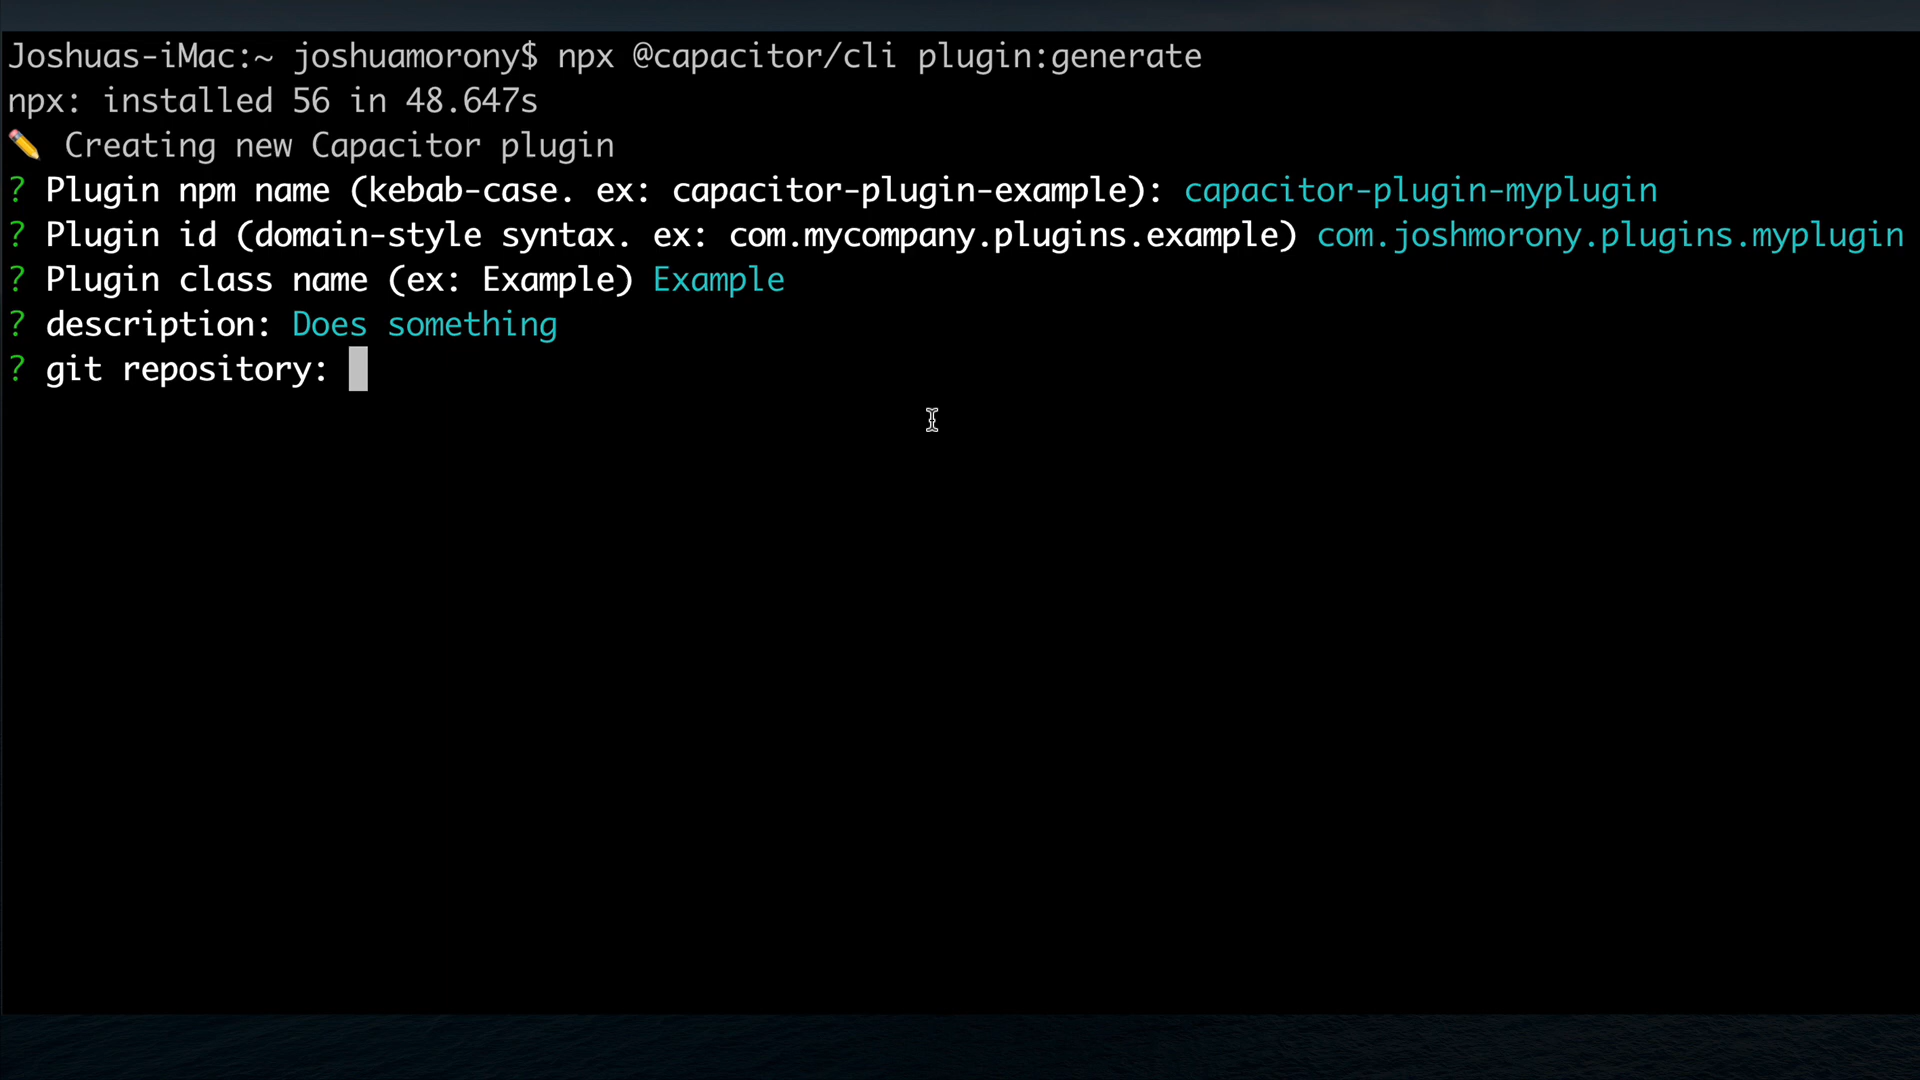 Joshuas-iMac:~ joshuamorony$ npx @capacitor/cli plugin:generate
npx: installed 56 in 48.647s
✏️ Creating new Capacitor plugin
? Plugin npm name (kebab-case. ex: capacitor-plugin-example): capacitor-plugin-myplugin
? Plugin id (domain-style syntax. ex: com.mycompany.plugins.example) com.joshmorony.plugins.myplugin
? Plugin class name (ex: Example) Example
? description: Does something
? git repository: